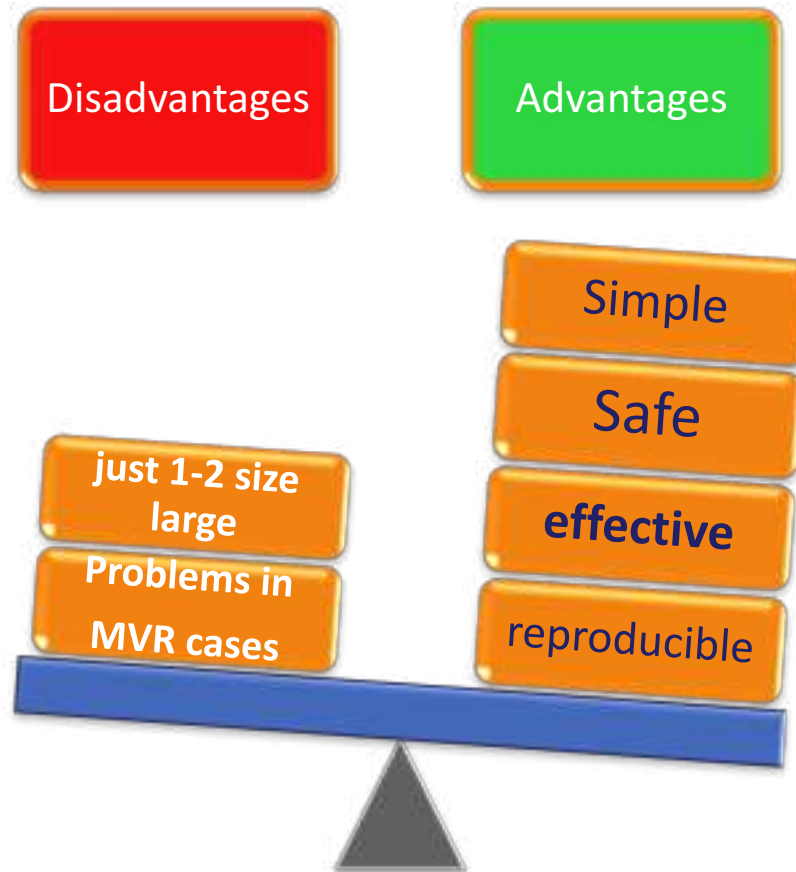 Disadvantages
Advantages
just 1-2 size
large
Problems in
MVR cases
Simple
Safe
effective
reproducible